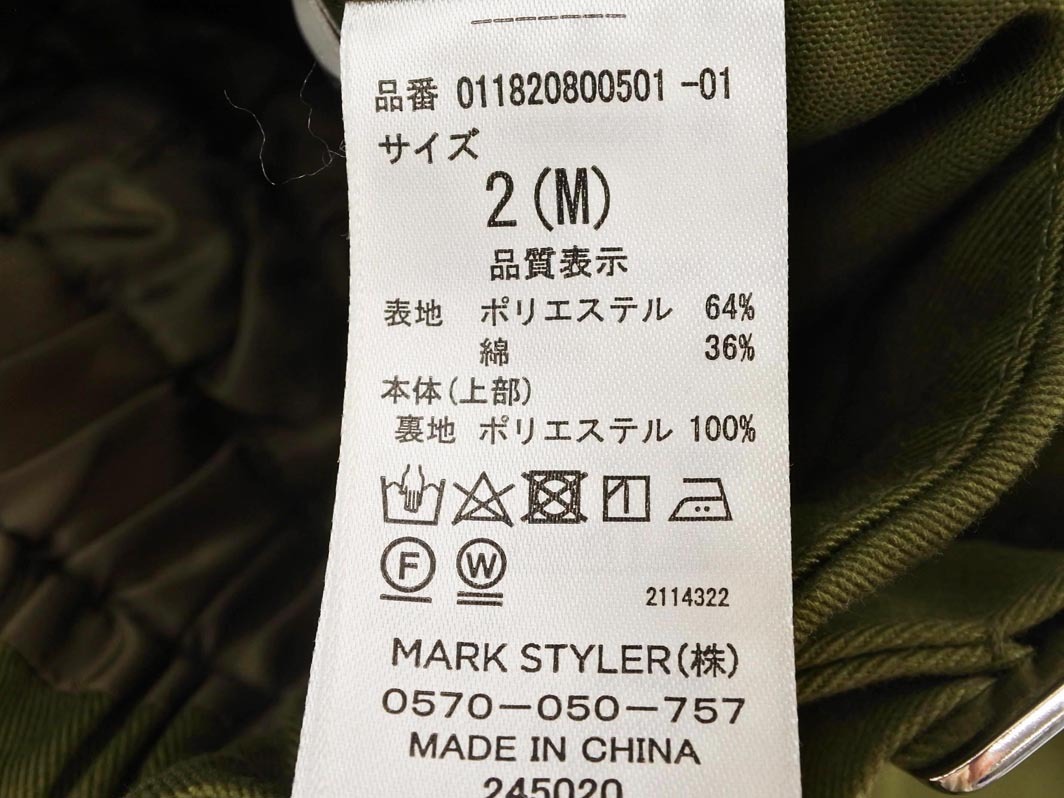 品番 011820800501 -01
サイズ
2(M)
品質表示
表地 ポリエステル 64%
綿 36%
本体(上部)
裏地 ポリエステル 100%
F W
2114322
MARK STYLER(株)
0570-050-757
MADE IN CHINA
245020